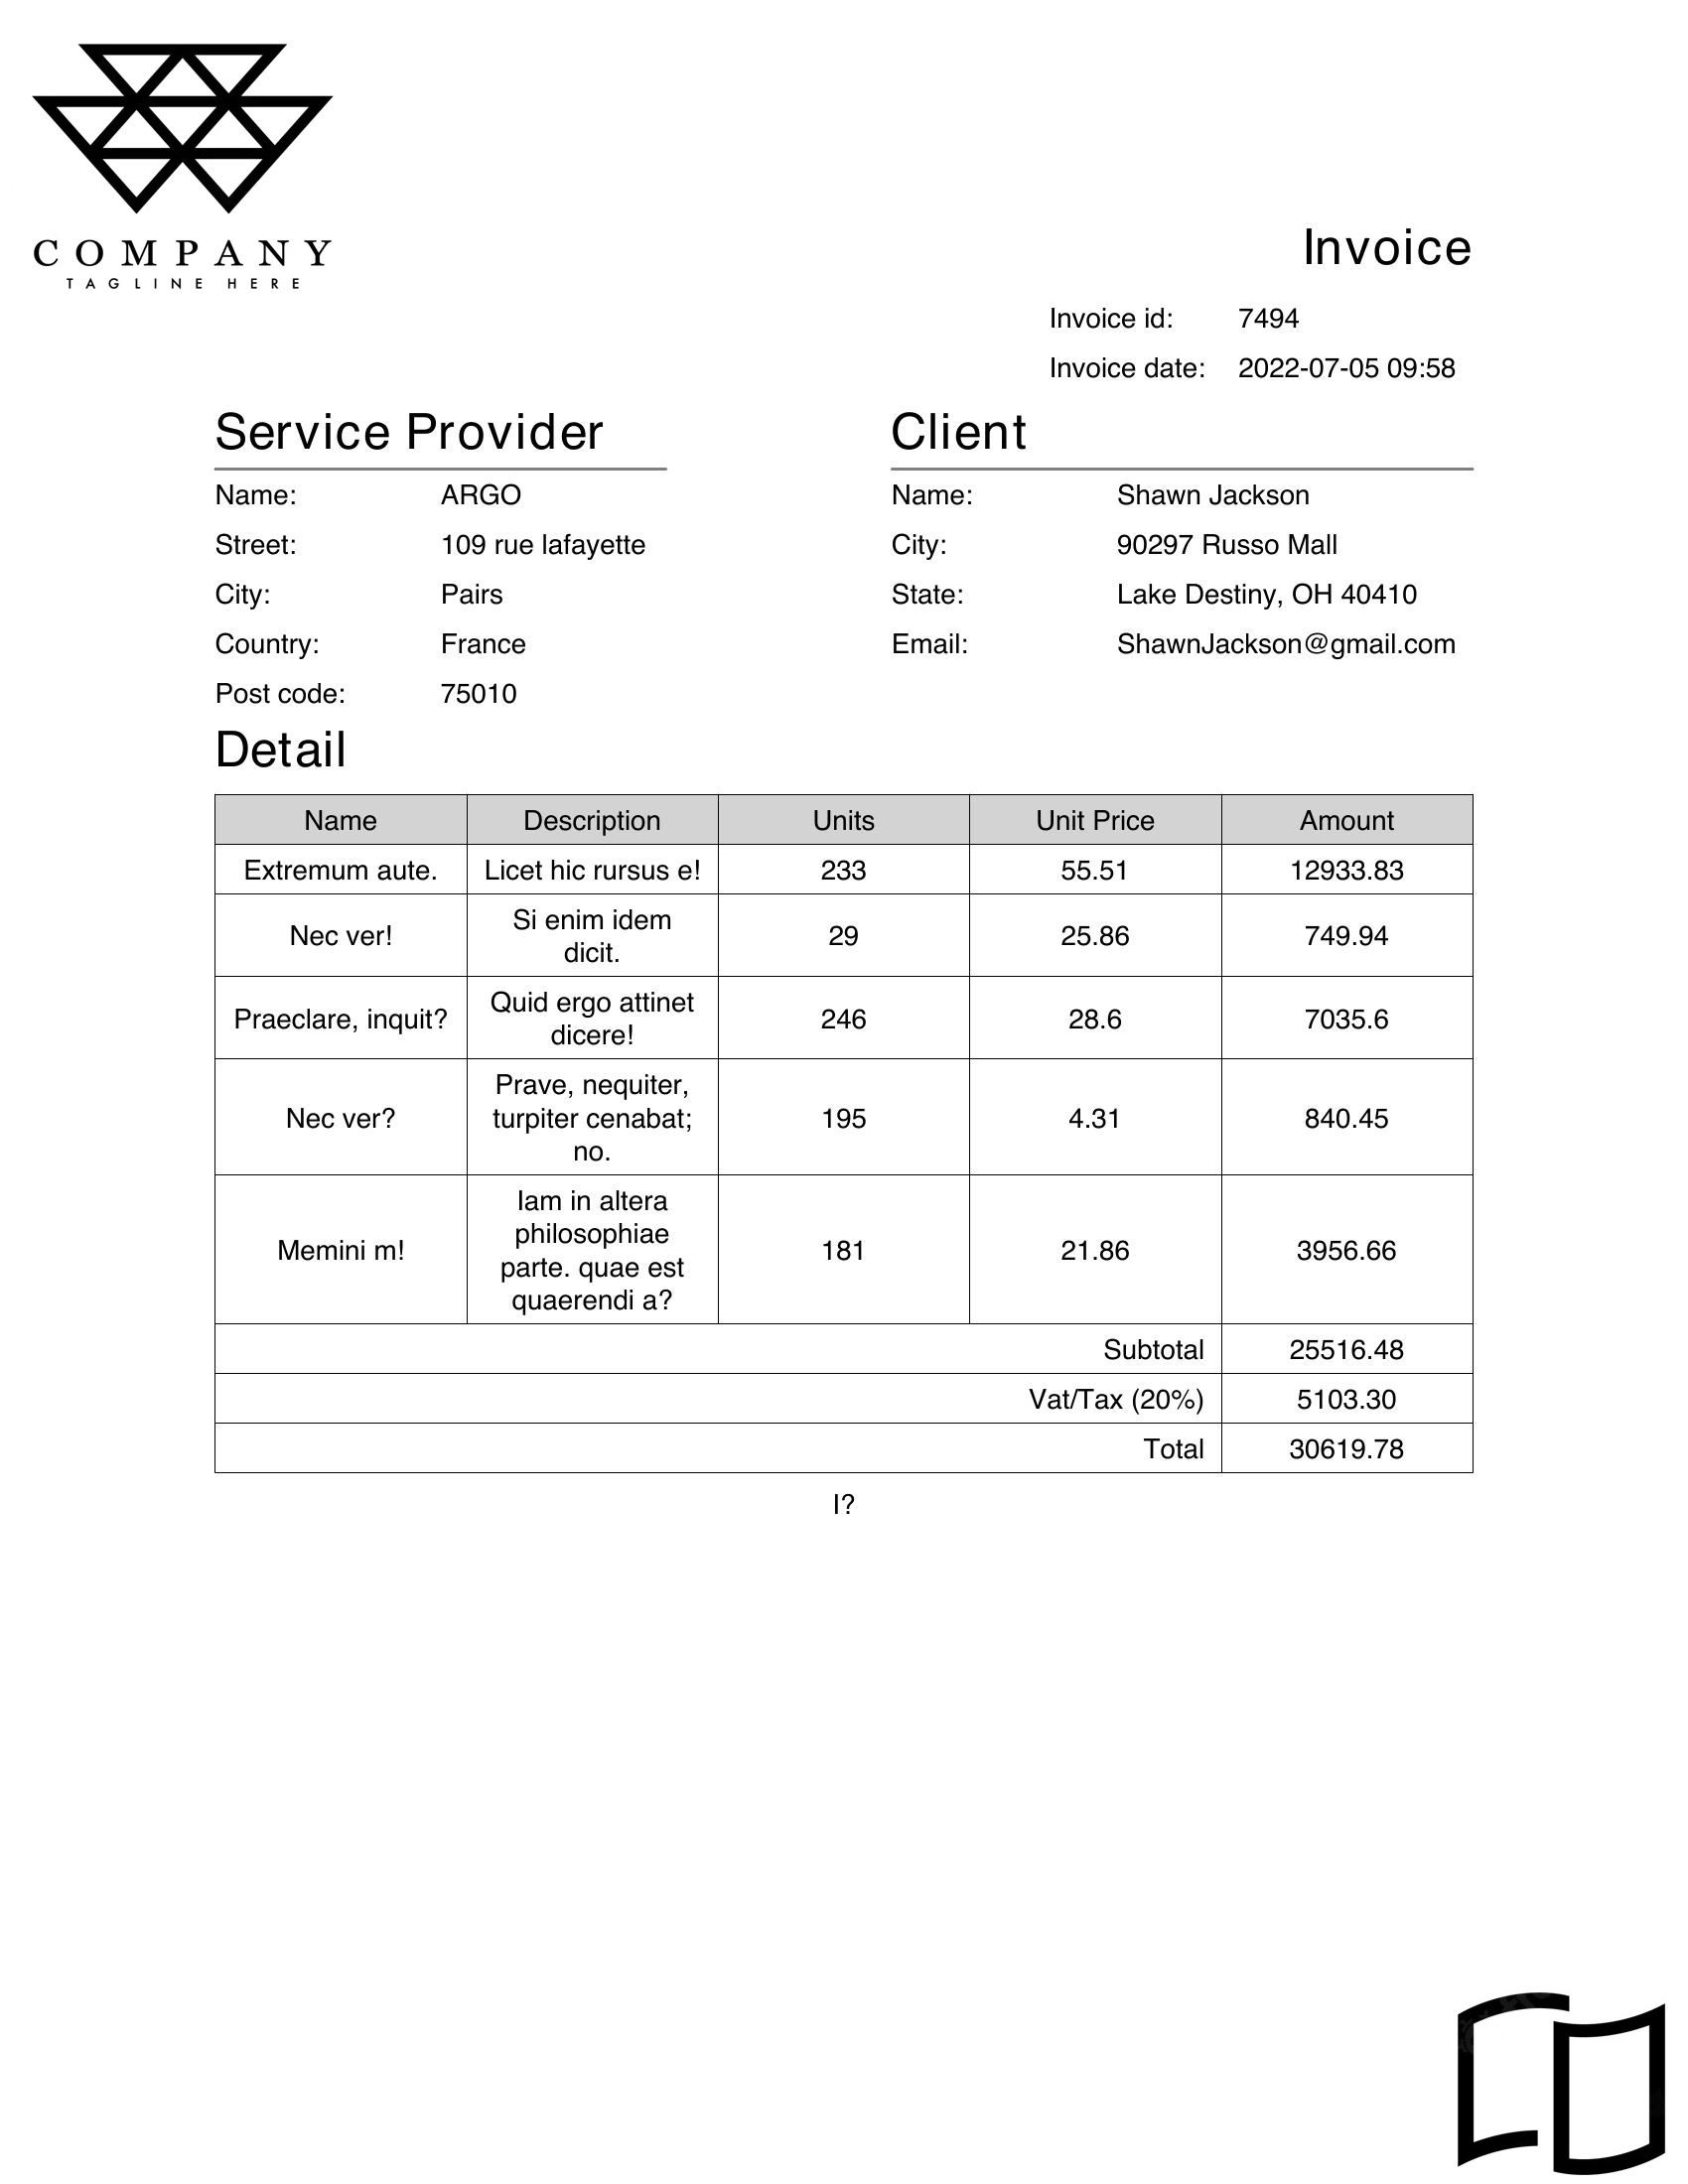 COMPANY
TAGLINE HERE
Invoice
Invoice id: 7494
Invoice date: 2022-07-05 09:58
Service Provider
Name: ARGO
Street: 109 rue lafayette
City: Pairs
Country: France
Post code: 75010
Client
Name: Shawn Jackson
City: 90297 Russo Mall
State: Lake Destiny, OH 40410
Email: ShawnJackson@gmail.com
Detail
Name Description Units Unit Price Amount
Extremum aute. Licet hic rursus e! 233 55.51 12933.83
Nec ver! Si enim idem
dicit. 29 25.86 749.94
Praeclare, inquit? Quid ergo attinet
dicere! 246 28.6 7035.6
Nec ver? Prave, nequiter,
turpiter cenabat;
no. 195 4.31 840.45
Memini m! Iam in altera
philosophiae
parte. quae est
quaerendi a? 181 21.86 3956.66
Subtotal 25516.48
Vat/Tax (20%) 5103.30
Total 30619.78
I?